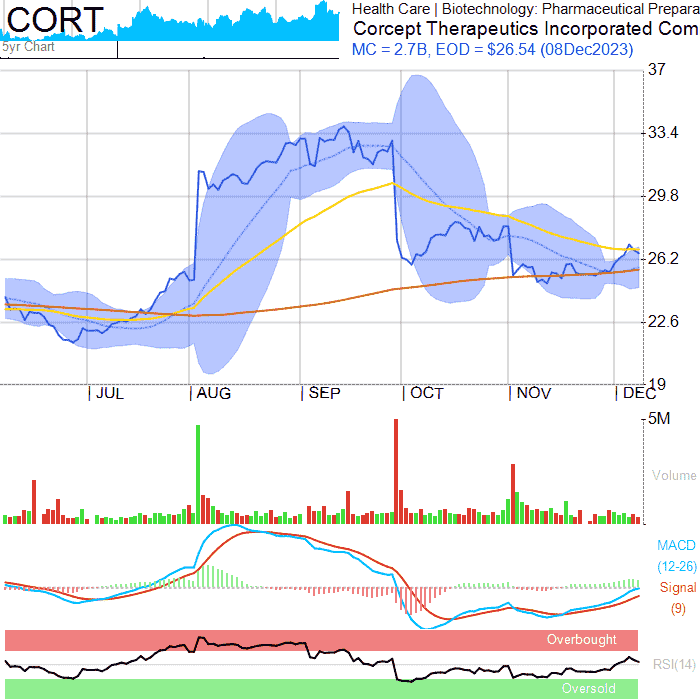 CORT
5yr Chart
Health Care | Biotechnology: Pharmaceutical Prepara
Corcept Therapeutics Incorporated Com
MC = 2.7B, EOD = $26.54 (08Dec2023)
37
33.4
29.8
26.2
22.6
19
JUL AUG SEP OCT NOV DEC
5M
Volume
MACD
(12-26)
Signal
(9)
Overbought
RSI(14)
Oversold